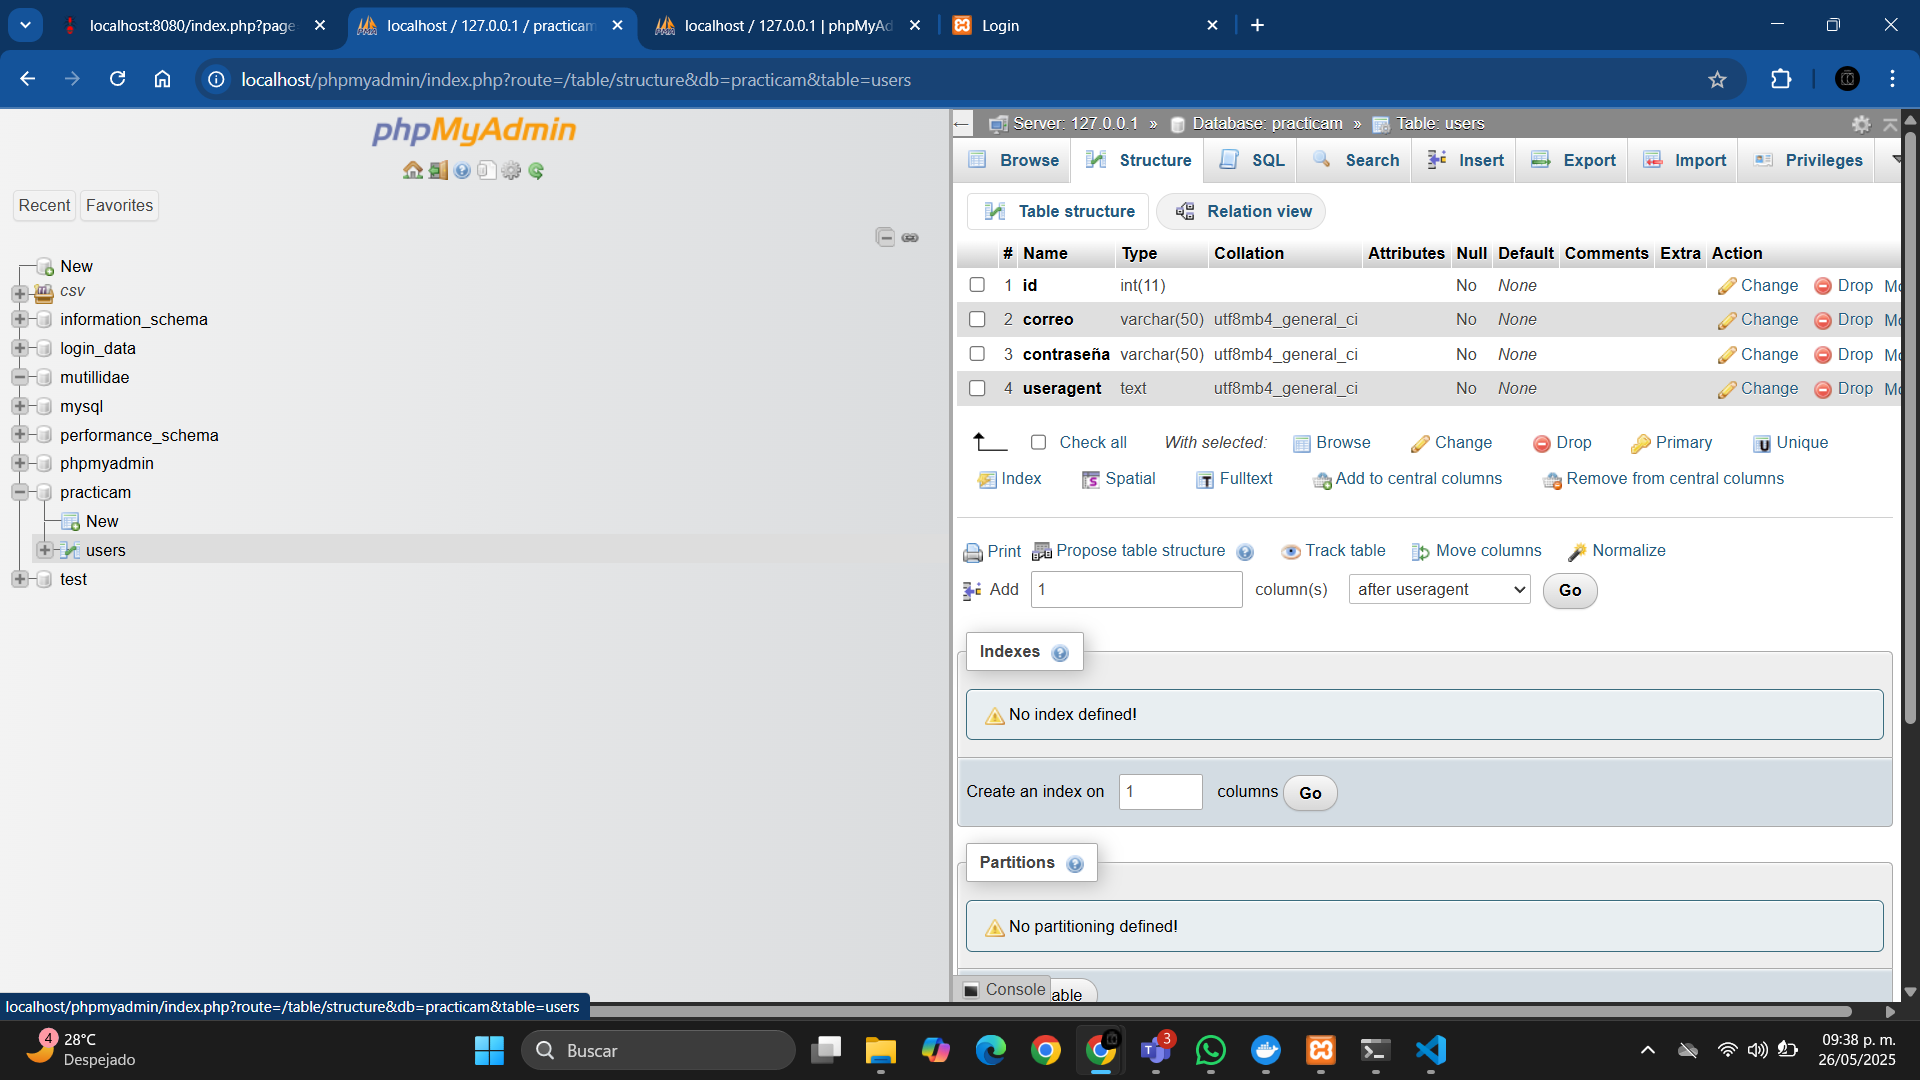 localhost:8080/index.php?page
localhost / 127.0.0.1 / practicam
localhost / 127.0.0.1 | phpMyAd
Login
localhost/phpmyadmin/index.php?route=/table/structure&db=practicam&table=users
phpMyAdmin
Recent
Favorites
New
csv
information_schema
login_data
mutillidae
mysql
performance_schema
phpmyadmin
practicam
New
users
test
Server: 127.0.0.1 » Database: practicam » Table: users
Browse Structure SQL Search Insert Export Import Privileges
Table structure Relation view
# Name Type Collation Attributes Null Default Comments Extra Action
1 id int(11) No None Change Drop Mo
2 correo varchar(50) utf8mb4_general_ci No None Change Drop Mo
3 contraseña varchar(50) utf8mb4_general_ci No None Change Drop Mo
4 useragent text utf8mb4_general_ci No None Change Drop Mo
Check all With selected: Browse Change Drop Primary Unique
Index Spatial Fulltext Add to central columns Remove from central columns
Print Propose table structure Track table Move columns Normalize
Add 1 column(s) after useragent Go
Indexes
No index defined!
Create an index on 1 columns Go
Partitions
No partitioning defined!
Console
able
localhost/phpmyadmin/index.php?route=/table/structure&db=practicam&table=users
4
28°C
Despejado
Buscar
3
09:38 p. m.
26/05/2025